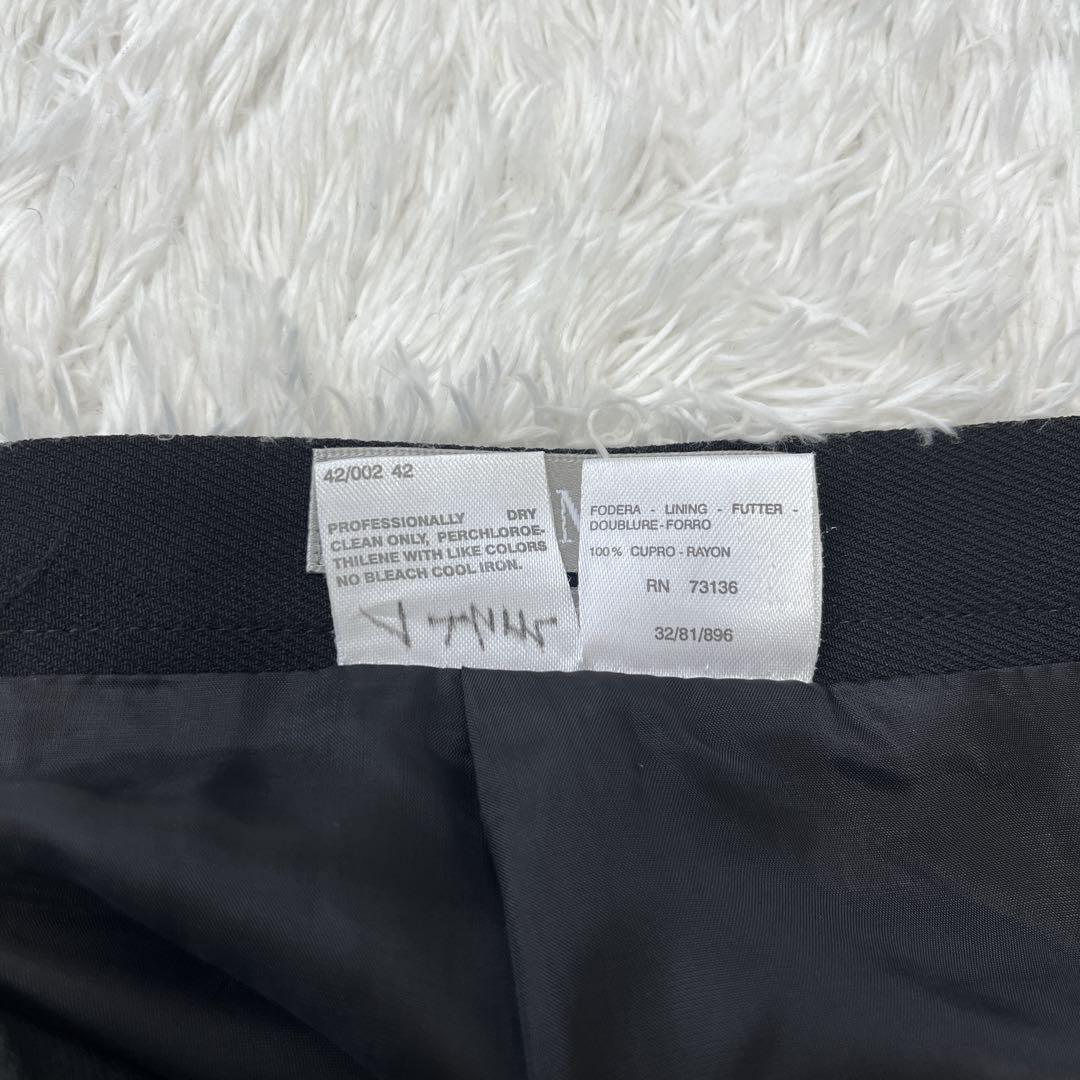 42/002 42
PROFESSIONALLY DRY
CLEAN ONLY, PERCHLOROE-
THILENE WITH LIKE COLORS
NO BLEACH COOL IRON.
FODERA - LINING - FUTTER -
DOUBLURE-FORRO
100% CUPRO-RAYON
RN 73136
32/81/896